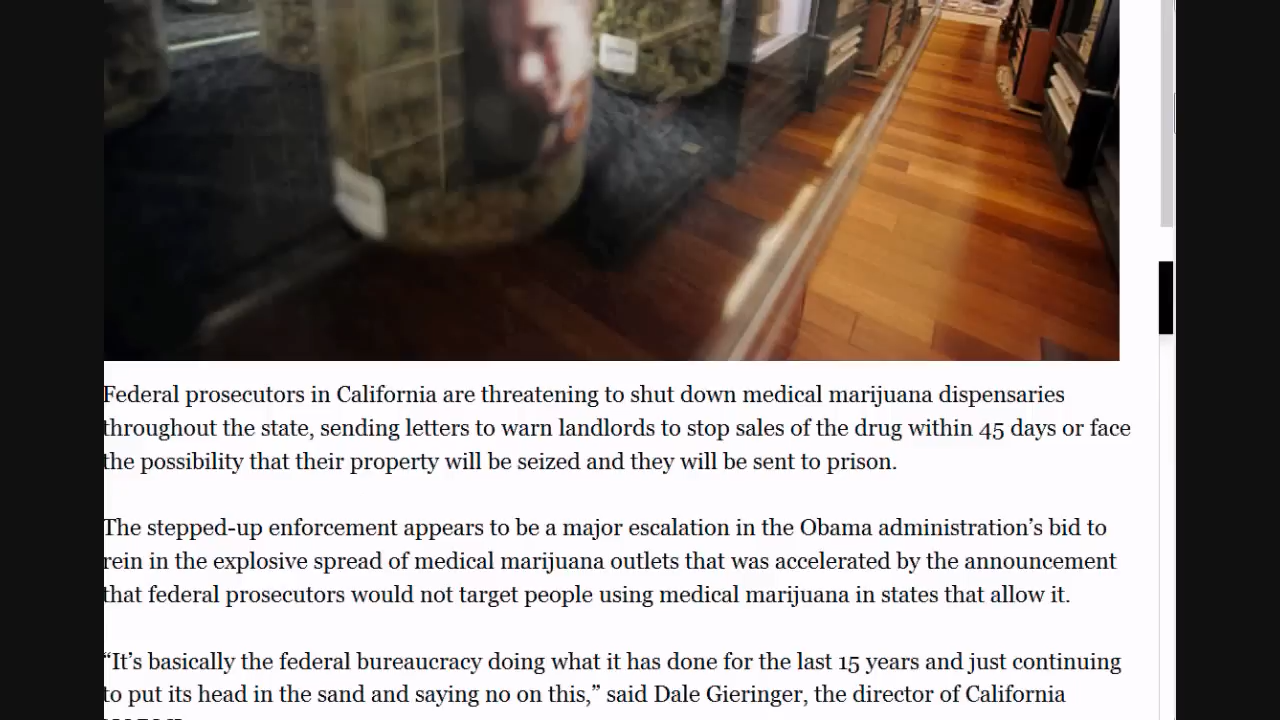 Federal prosecutors in California are threatening to shut down medical marijuana dispensaries
throughout the state, sending letters to warn landlords to stop sales of the drug within 45 days or face
the possibility that their property will be seized and they will be sent to prison.
The stepped-up enforcement appears to be a major escalation in the Obama administration’s bid to
rein in the explosive spread of medical marijuana outlets that was accelerated by the announcement
that federal prosecutors would not target people using medical marijuana in states that allow it.
“It’s basically the federal bureaucracy doing what it has done for the last 15 years and just continuing
to put its head in the sand and saying no on this,” said Dale Gieringer, the director of California